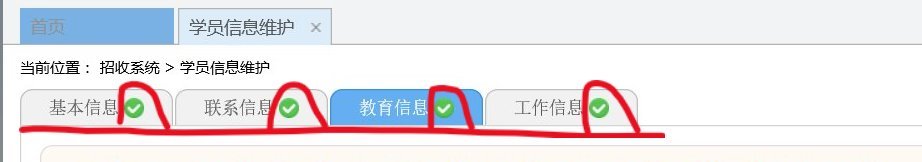 首页 学员信息维护 ×
当前位置： 招收系统 > 学员信息维护
基本信息 联系信息 教育信息 工作信息